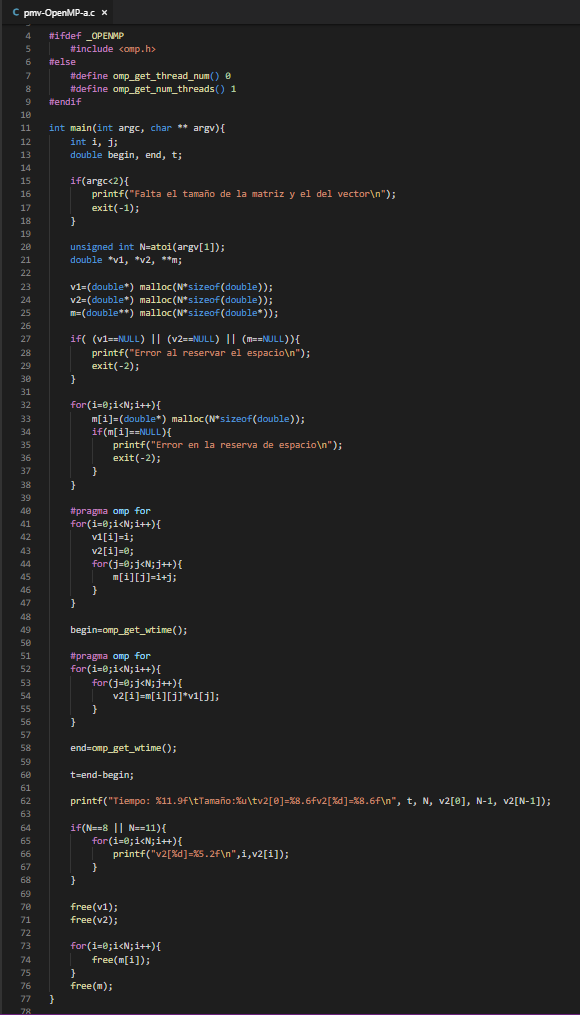 C pmv-OpenMP-a.c ×
4 #ifdef _OPENMP
5 #include <omp.h>
6 #else
7 #define omp_get_thread_num() 0
8 #define omp_get_num_threads() 1
9 #endif
10
11 int main(int argc, char ** argv){
12 int i, j;
13 double begin, end, t;
14
15 if(argc<2){
16 printf("Falta el tamaño de la matriz y el del vector\n");
17 exit(-1);
18 }
19
20 unsigned int N=atoi(argv[1]);
21 double *v1, *v2, **m;
22
23 v1=(double*) malloc(N*sizeof(double));
24 v2=(double*) malloc(N*sizeof(double));
25 m=(double**) malloc(N*sizeof(double*));
26
27 if( (v1==NULL) || (v2==NULL) || (m==NULL)){
28 printf("Error al reservar el espacio\n");
29 exit(-2);
30 }
31
32 for(i=0;i<N;i++){
33 m[i]=(double*) malloc(N*sizeof(double));
34 if(m[i]==NULL){
35 printf("Error en la reserva de espacio\n");
36 exit(-2);
37 }
38 }
39
40 #pragma omp for
41 for(i=0;i<N;i++){
42 v1[i]=i;
43 v2[i]=0;
44 for(j=0;j<N;j++){
45 m[i][j]=i+j;
46 }
47 }
48
49 begin=omp_get_wtime();
50
51 #pragma omp for
52 for(i=0;i<N;i++){
53 for(j=0;j<N;j++){
54 v2[i]=m[i][j]*v1[j];
55 }
56 }
57
58 end=omp_get_wtime();
59
60 t=end-begin;
61
62 printf("Tiempo: %11.9f\tTamaño:%u\tv2[0]=%8.6fv2[%d]=%8.6f\n", t, N, v2[0], N-1, v2[N-1]);
63
64 if(N==8 || N==11){
65 for(i=0;i<N;i++){
66 printf("v2[%d]=%5.2f\n",i,v2[i]);
67 }
68 }
69
70 free(v1);
71 free(v2);
72
73 for(i=0;i<N;i++){
74 free(m[i]);
75 }
76 free(m);
77 }
78